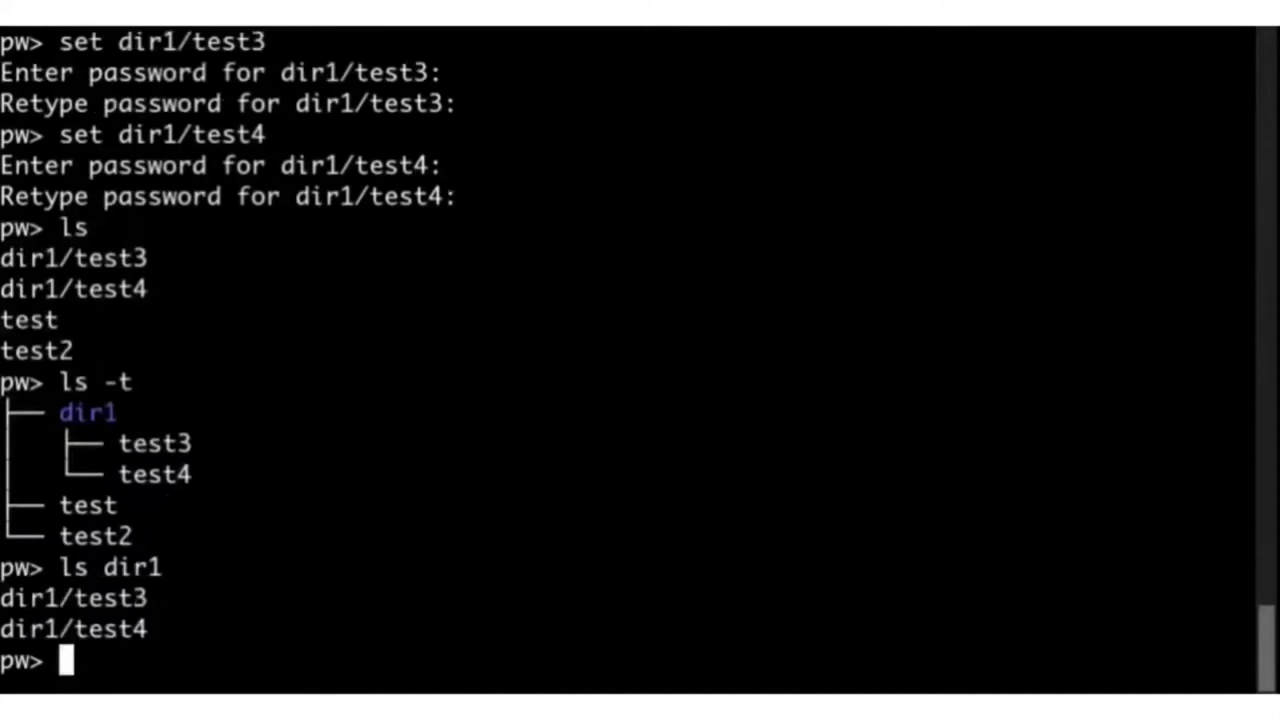 pw> set dir1/test3
Enter password for dir1/test3:
Retype password for dir1/test3:
pw> set dir1/test4
Enter password for dir1/test4:
Retype password for dir1/test4:
pw> ls
dir1/test3
dir1/test4
test
test2
pw> ls -t
├── dir1
│   ├── test3
│   └── test4
├── test
└── test2
pw> ls dir1
dir1/test3
dir1/test4
pw>